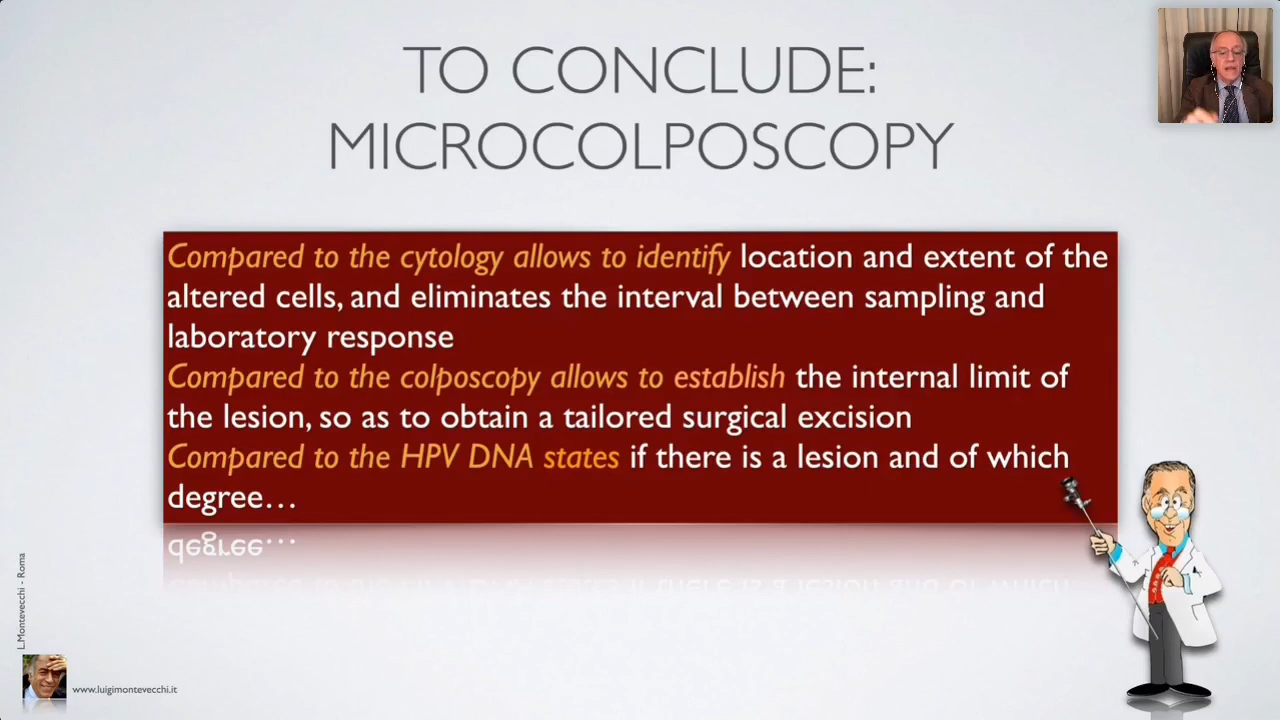 TO CONCLUDE:
MICROCOLPOSCOPY
Compared to the cytology allows to identify location and extent of the
altered cells, and eliminates the interval between sampling and
laboratory response
Compared to the colposcopy allows to establish the internal limit of
the lesion, so as to obtain a tailored surgical excision
Compared to the HPV DNA states if there is a lesion and of which
degree...
L.Montevecchi - Roma
www.luigimontevecchi.it